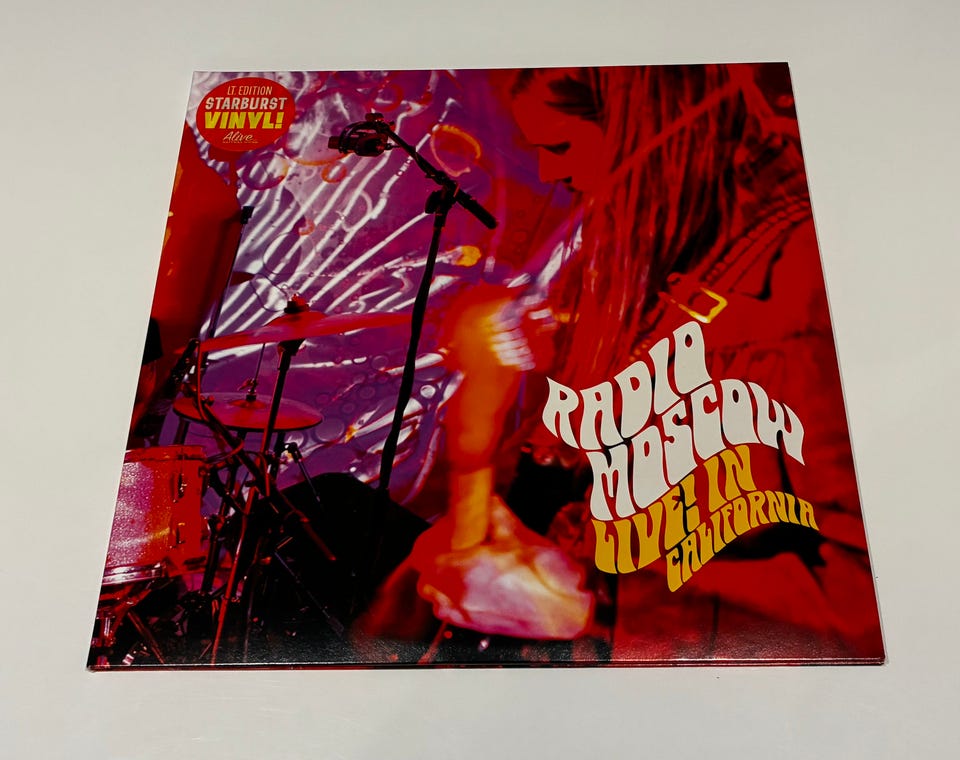 LT. EDITION
STARBURST
VINYL!
Alive
RADIO
MOSCOW
LIVE! IN
CALIFORNIA